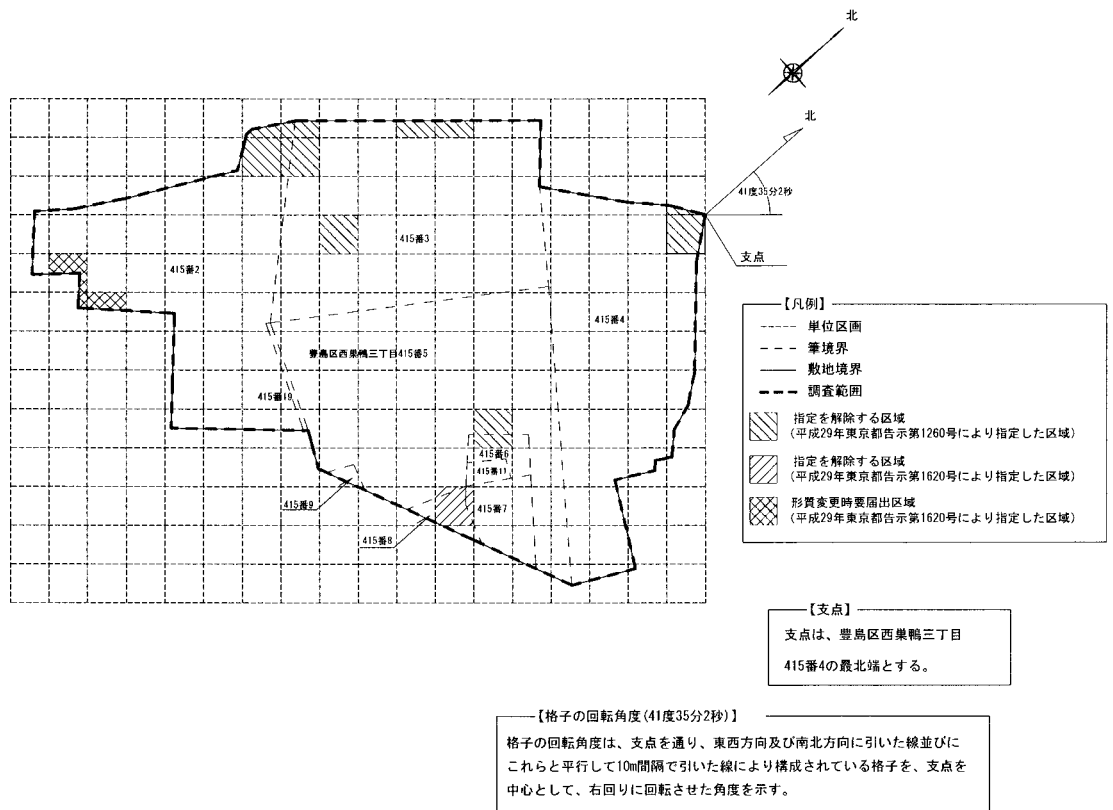 北
北
41度35分2秒
支点
415番3
415番2
415番4
豊島区西巣鴨三丁目415番5
415番19
415番6
415番11
415番9
415番7
415番8
【凡例】
単位区画
筆境界
敷地境界
調査範囲
指定を解除する区域
(平成29年東京都告示第1260号により指定した区域)
指定を解除する区域
(平成29年東京都告示第1620号により指定した区域)
形質変更時要届出区域
(平成29年東京都告示第1620号により指定した区域)
【支点】
支点は、豊島区西巣鴨三丁目
415番4の最北端とする。
【格子の回転角度(41度35分2秒)】
格子の回転角度は、支点を通り、東西方向及び南北方向に引いた線並びに
これらと平行して10m間隔で引いた線により構成されている格子を、支点を
中心として、右回りに回転させた角度を示す。